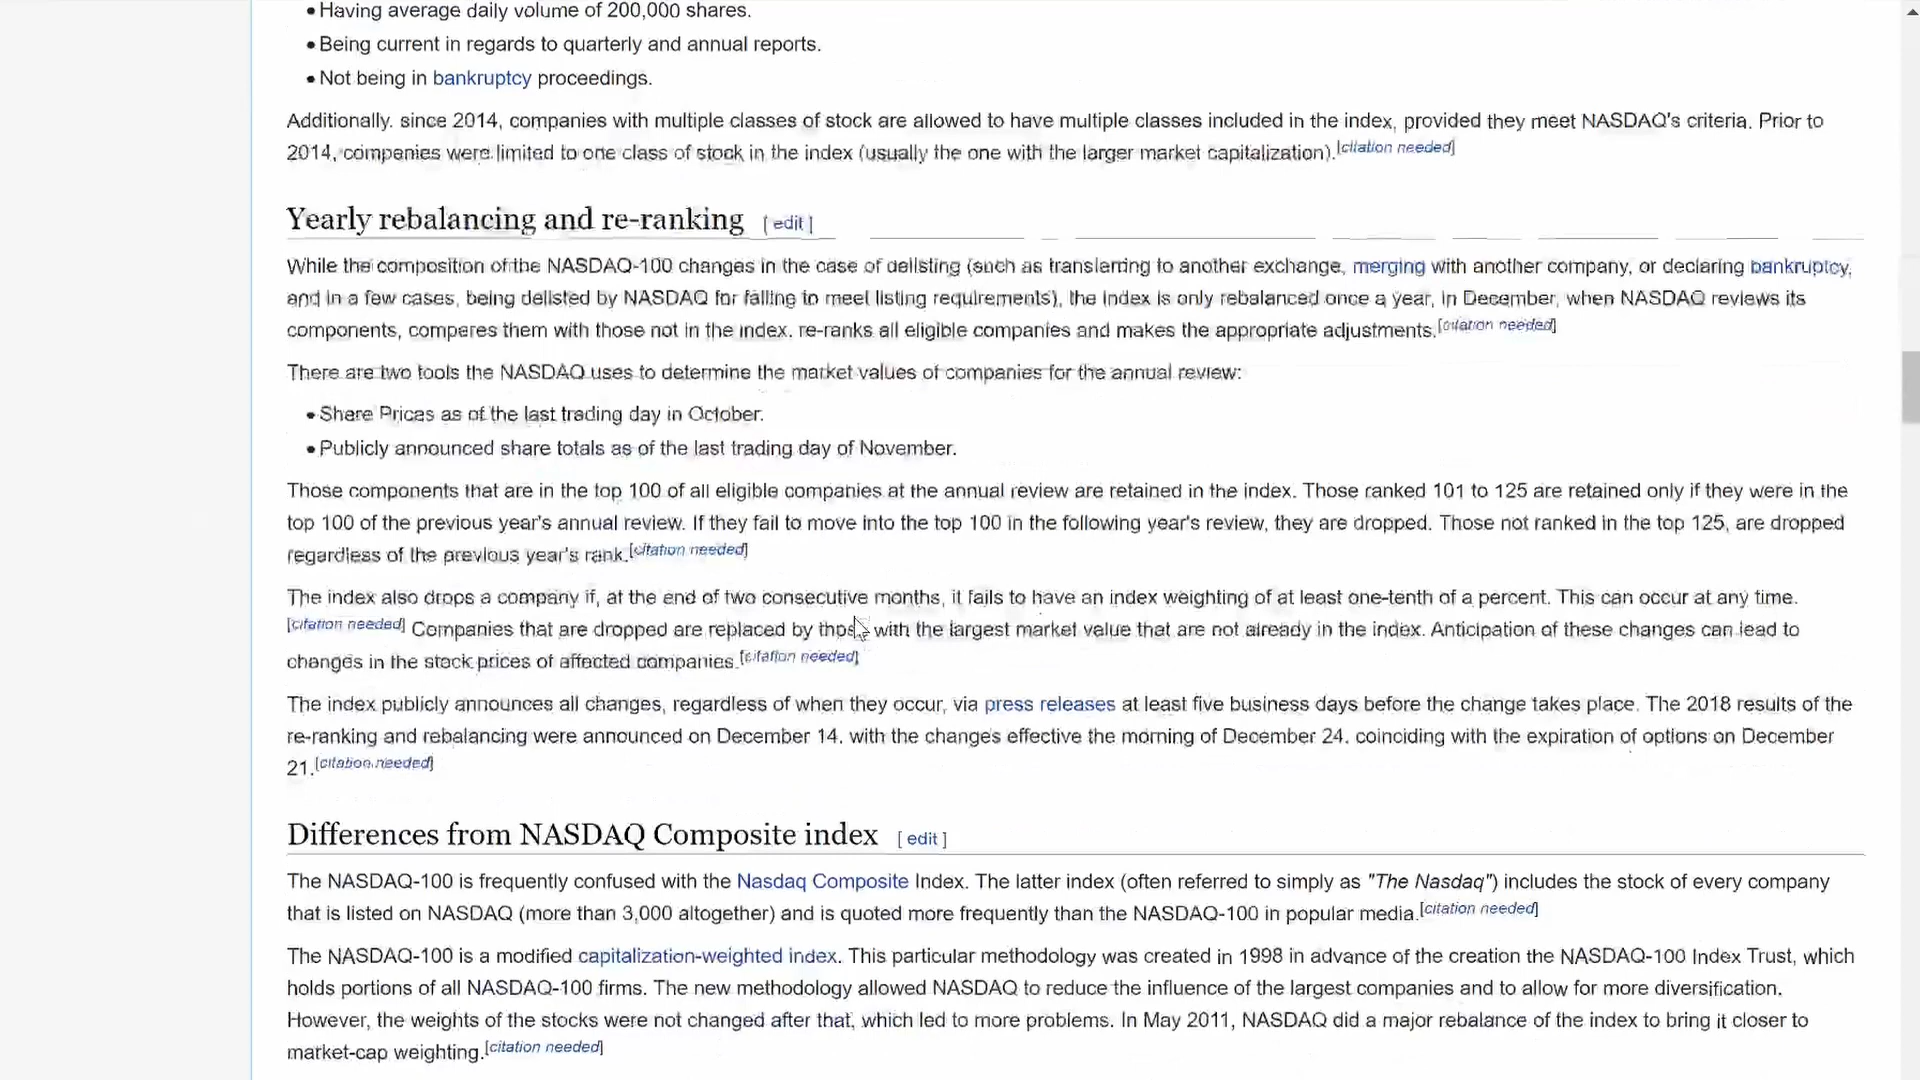 • Having average daily volume of 200,000 shares.
• Being current in regards to quarterly and annual reports.
• Not being in bankruptcy proceedings.
Additionally. since 2014, companies with multiple classes of stock are allowed to have multiple classes included in the index, provided they meet NASDAQ's criteria. Prior to
2014, companies were limited to one class of stock in the index (usually the one with the larger market capitalization).[citation needed]
Yearly rebalancing and re-ranking [ edit ]
While the composition of the NASDAQ-100 changes in the case of delisting (such as transferring to another exchange, merging with another company, or declaring bankruptcy,
and in a few cases, being delisted by NASDAQ for failing to meet listing requirements), the index is only rebalanced once a year, in December, when NASDAQ reviews its
components, compares them with those not in the index. re-ranks all eligible companies and makes the appropriate adjustments.[citation needed]
There are two tools the NASDAQ uses to determine the market values of companies for the annual review:
• Share Prices as of the last trading day in October.
• Publicly announced share totals as of the last trading day of November.
Those components that are in the top 100 of all eligible companies at the annual review are retained in the index. Those ranked 101 to 125 are retained only if they were in the
top 100 of the previous year's annual review. If they fail to move into the top 100 in the following year's review, they are dropped. Those not ranked in the top 125, are dropped
regardless of the previous year's rank.[citation needed]
The index also drops a company if, at the end of two consecutive months, it fails to have an index weighting of at least one-tenth of a percent. This can occur at any time.
[citation needed] Companies that are dropped are replaced by those with the largest market value that are not already in the index. Anticipation of these changes can lead to
changes in the stock prices of affected companies.[citation needed]
The index publicly announces all changes, regardless of when they occur, via press releases at least five business days before the change takes place. The 2018 results of the
re-ranking and rebalancing were announced on December 14. with the changes effective the morning of December 24. coinciding with the expiration of options on December
21.[citation needed]
Differences from NASDAQ Composite index [ edit ]
The NASDAQ-100 is frequently confused with the Nasdaq Composite Index. The latter index (often referred to simply as "The Nasdaq") includes the stock of every company
that is listed on NASDAQ (more than 3,000 altogether) and is quoted more frequently than the NASDAQ-100 in popular media.[citation needed]
The NASDAQ-100 is a modified capitalization-weighted index. This particular methodology was created in 1998 in advance of the creation the NASDAQ-100 Index Trust, which
holds portions of all NASDAQ-100 firms. The new methodology allowed NASDAQ to reduce the influence of the largest companies and to allow for more diversification.
However, the weights of the stocks were not changed after that, which led to more problems. In May 2011, NASDAQ did a major rebalance of the index to bring it closer to
market-cap weighting.[citation needed]